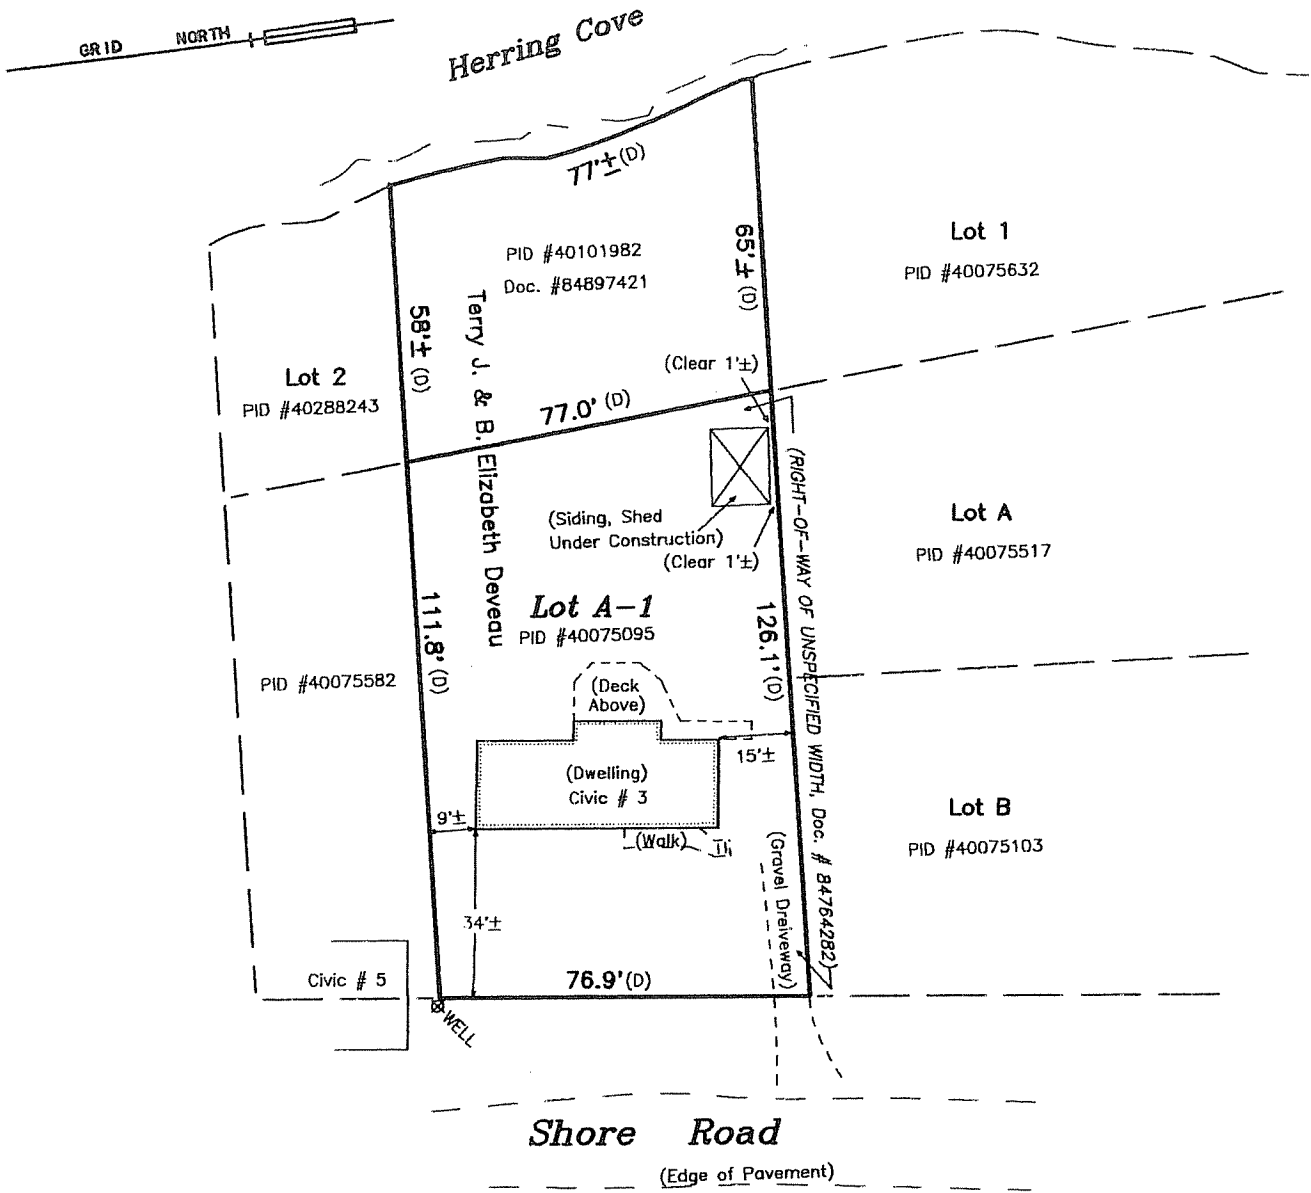 GRID NORTH
Herring Cove
77'±(D)
PID #40101982
Doc. #84897421
65'± (D)
Lot 1
PID #40075632
58'± (D)
Terry J. & B. Elizabeth Deveau
Lot 2
PID #40288243
(Clear 1'±)
77.0' (D)
(Siding, Shed
Under Construction)
(Clear 1'±)
(RIGHT-OF-WAY OF UNSPECIFIED WIDTH, Doc. # 84764282)
Lot A
PID #40075517
Lot A-1
PID #40075095
111.8' (D)
126.1' (D)
PID #40075582
(Deck
Above)
15'±
(Dwelling)
Civic # 3
9'±
(Walk)
Lot B
PID #40075103
(Gravel Dreiveway)
34'±
Civic # 5
76.9'(D)
WELL
Shore Road
(Edge of Pavement)